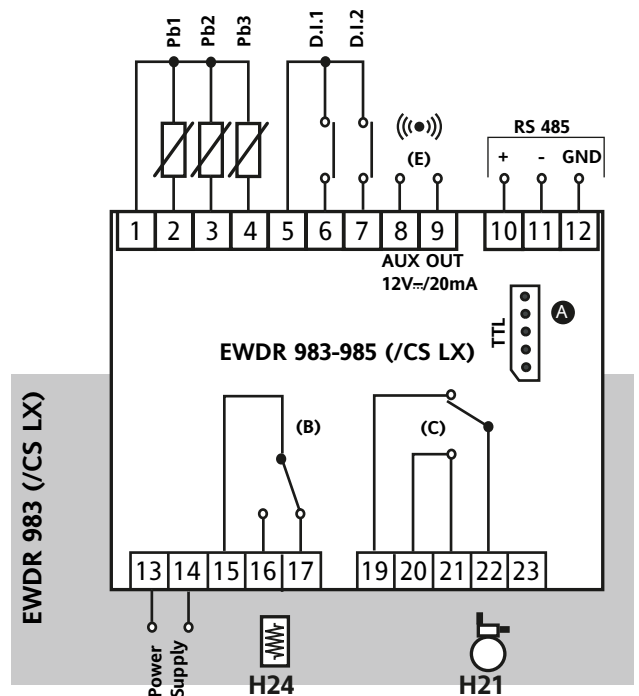 Pb1
Pb2
Pb3
D.I.1
D.I.2
(E)
RS 485
+ - GND
1 2 3 4 5 6 7 8 9 10 11 12
AUX OUT
12V⎓/20mA
TTL
A
EWDR 983-985 (/CS LX)
EWDR 983 (/CS LX)
(B)
(C)
13 14 15 16 17 19 20 21 22 23
Power
Supply
H24
H21